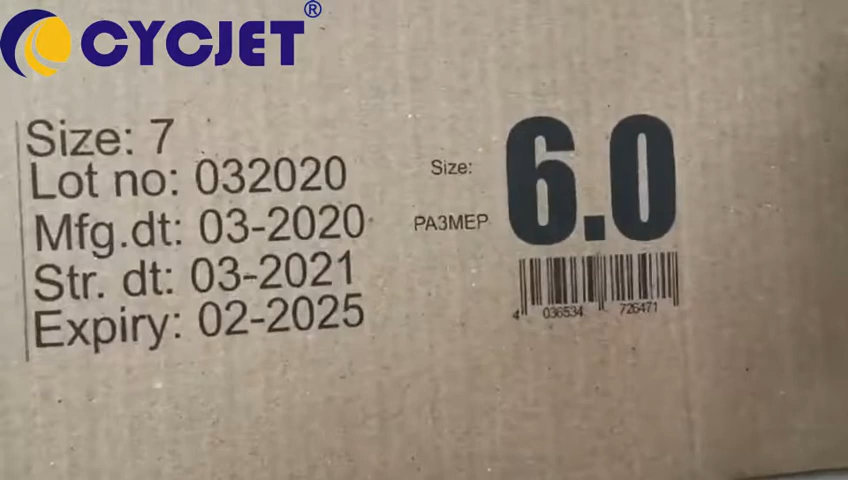 CYCJET®
Size: 7
Lot no: 032020
Mfg.dt: 03-2020
Str. dt: 03-2021
Expiry: 02-2025
Size:
РАЗМЕР
6.0
4 036534 726471